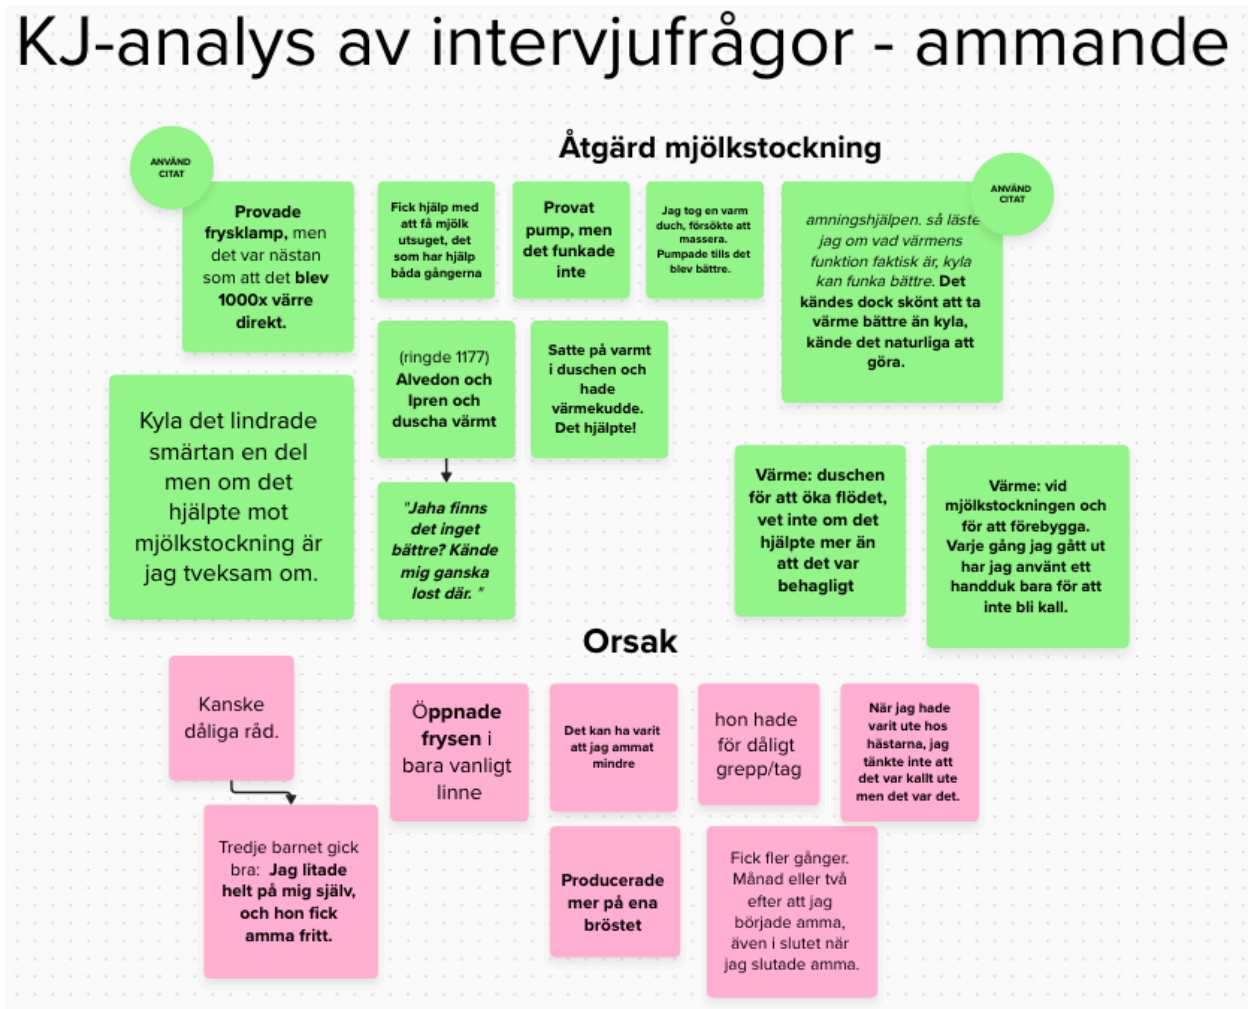 KJ-analys av intervjufrågor - ammande
Åtgärd mjölkstockning
ANVÄND
CITAT
Provade
frysklamp, men
det var nästan
som att det blev
1000x värre
direkt.
Fick hjälp med
att få mjölk
utsuget, det
som har hjälp
båda gångerna
Provat
pump, men
det funkade
inte
Jag tog en varm
duch, försökte att
massera.
Pumpade tills det
blev bättre.
ANVÄND
CITAT
amningshjälpen. så läste
jag om vad värmens
funktion faktisk är, kyla
kan funka bättre. Det
kändes dock skönt att ta
värme bättre än kyla,
kände det naturliga att
göra.
Kyla det lindrade
smärtan en del
men om det
hjälpte mot
mjölkstockning är
jag tveksam om.
(ringde 1177)
Alvedon och
Ipren och
duscha värmt
Satte på varmt
i duschen och
hade
värmekudde.
Det hjälpte!
"Jaha finns
det inget
bättre? Kände
mig ganska
lost där. "
Värme: duschen
för att öka flödet,
vet inte om det
hjälpte mer än
att det var
behagligt
Värme: vid
mjölkstockningen och
för att förebygga.
Varje gång jag gått ut
har jag använt ett
handduk bara för att
inte bli kall.
Orsak
Kanske
dåliga råd.
Tredje barnet gick
bra: Jag litade
helt på mig själv,
och hon fick
amma fritt.
Öppnade
frysen i
bara vanligt
linne
Det kan ha varit
att jag ammat
mindre
hon hade
för dåligt
grepp/tag
När jag hade
varit ute hos
hästarna, jag
tänkte inte att
det var kallt ute
men det var det.
Producerade
mer på ena
bröstet
Fick fler gånger.
Månad eller två
efter att jag
började amma,
även i slutet när
jag slutade amma.